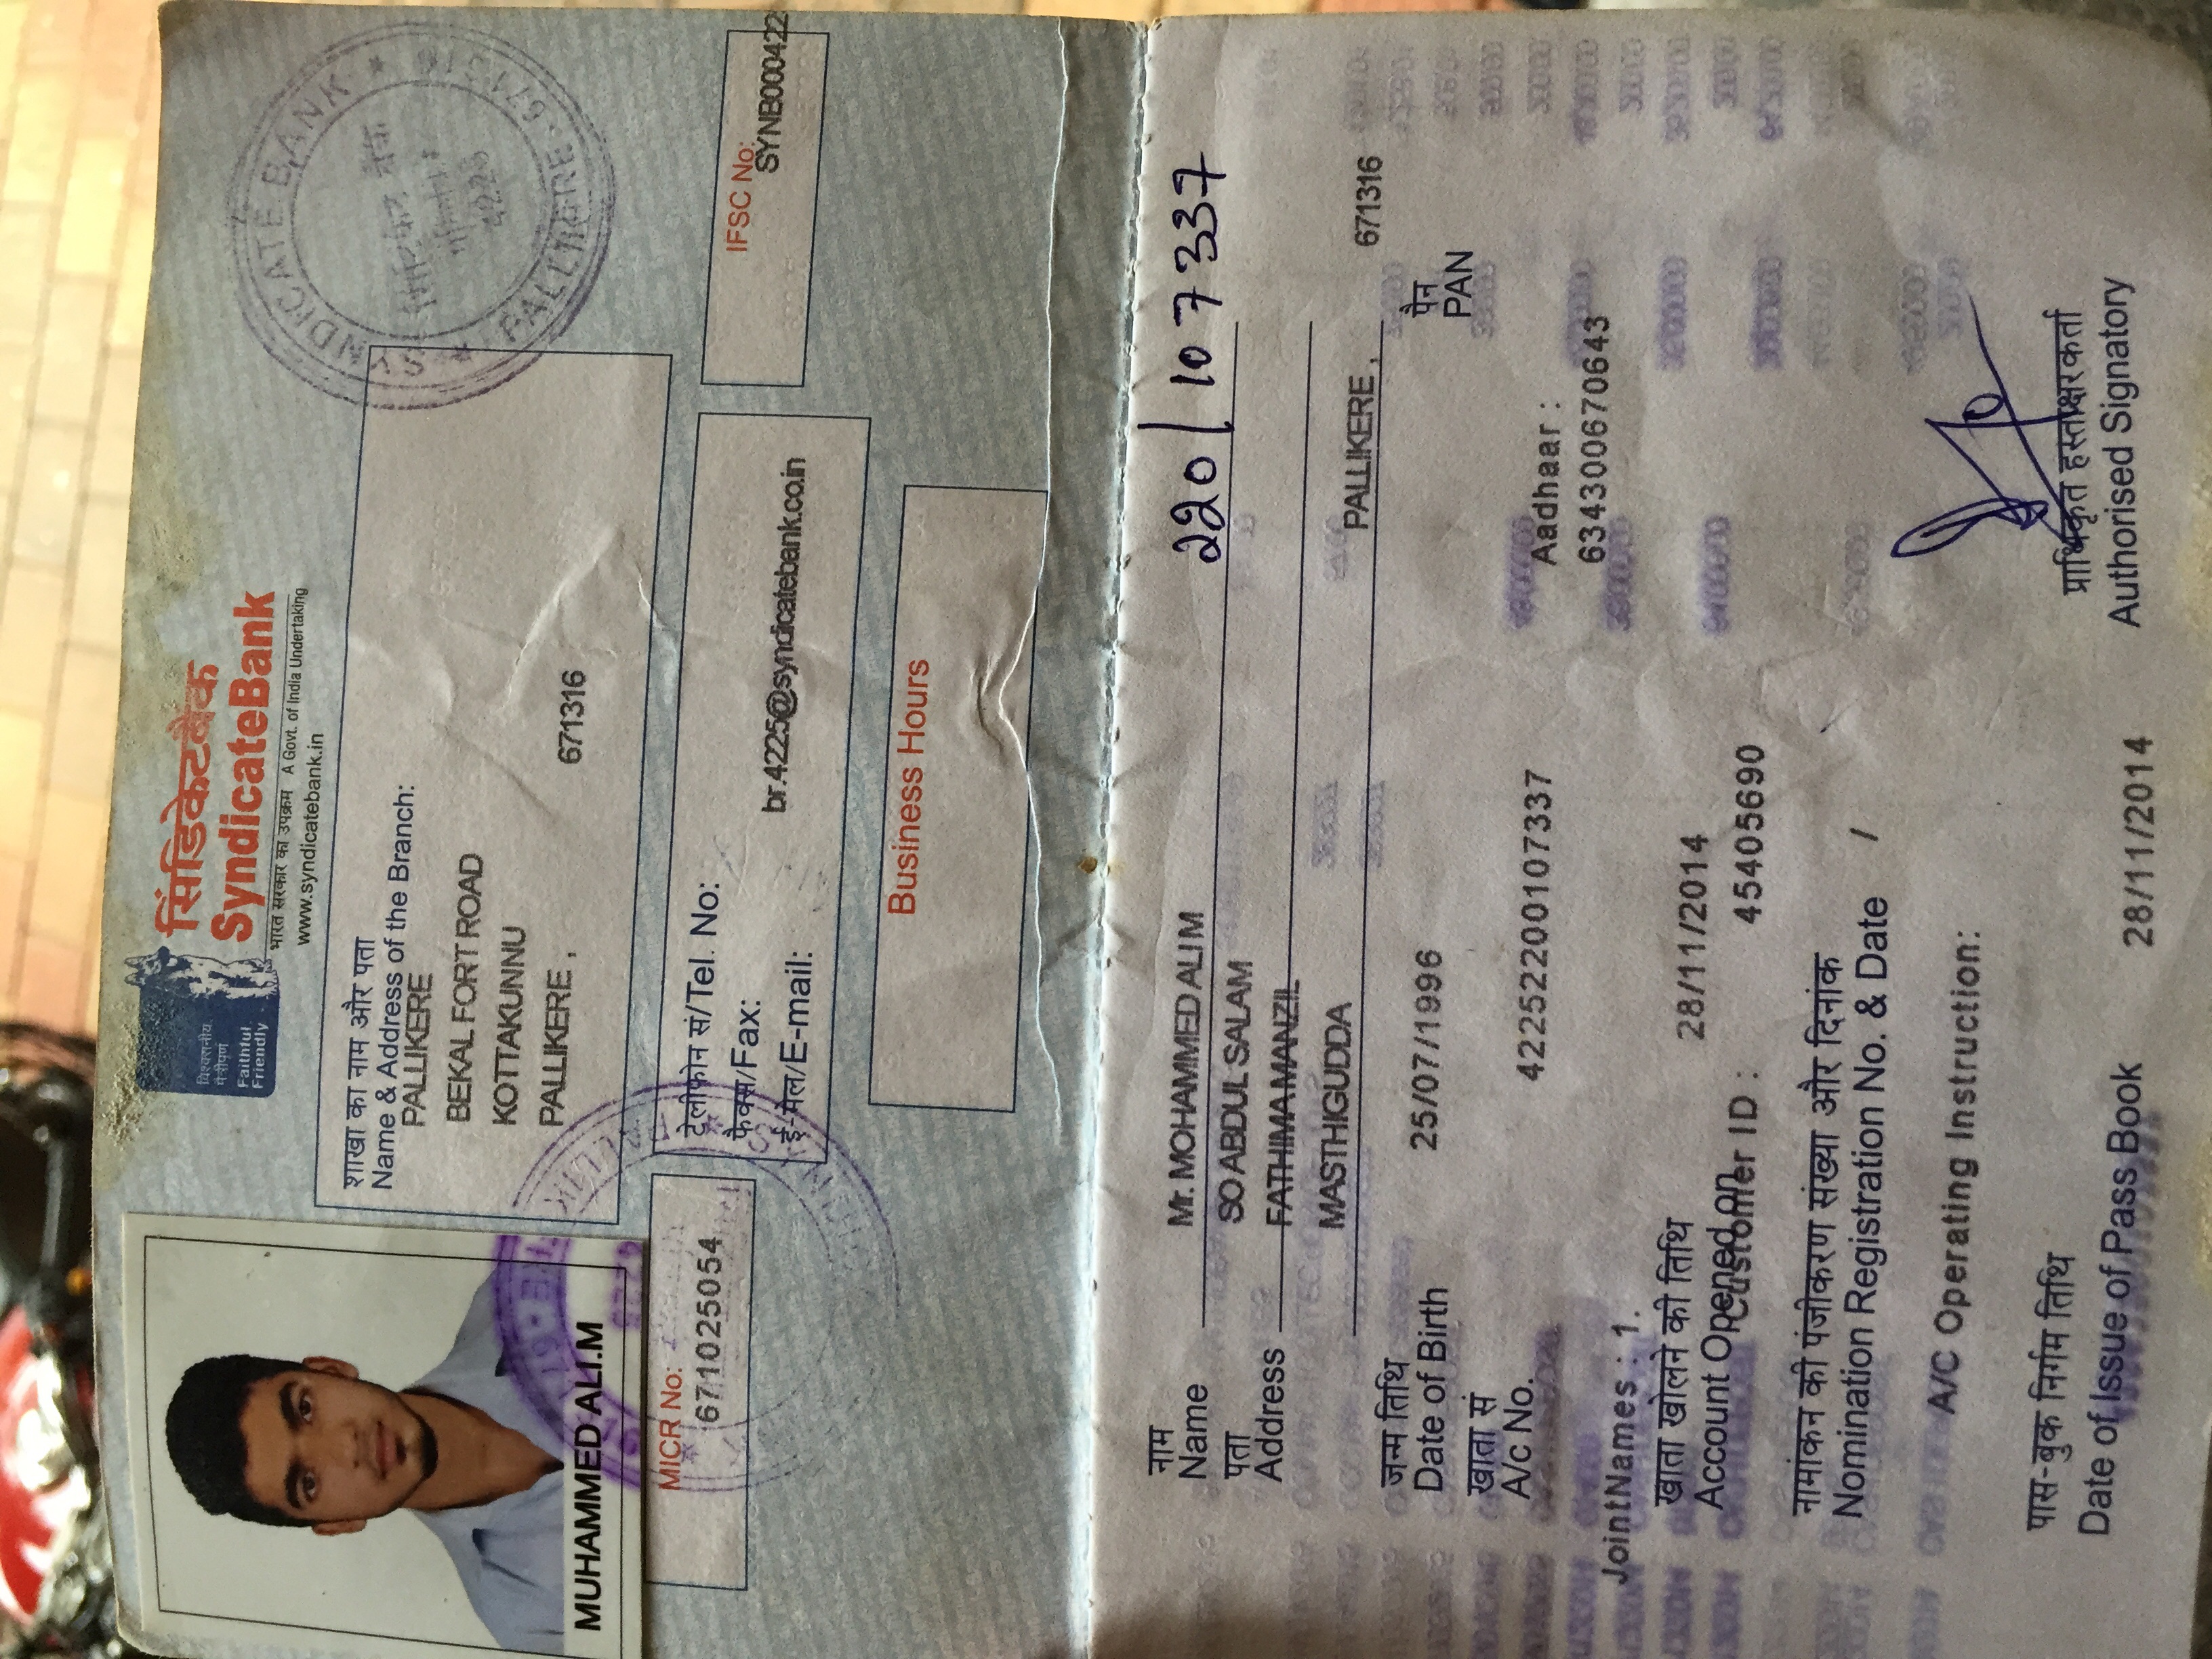 सिंडिकेटबैंक
SyndicateBank
विश्वसनीय
मैत्रीपूर्ण
Faithful
Friendly
भारत सरकार का उपक्रम A Govt. of India Undertaking
www.syndicatebank.in
MUHAMMED ALI.M
शाखा का नाम और पता
Name & Address of the Branch:
PALLIKERE
BEKAL FORT ROAD
KOTTAKUNNU
PALLIKERE , 671316
MICR No:
671025054
टेलीफोन सं/Tel. No:
फैक्स/Fax:
ई-मेल/E-mail: br.4225@syndicatebank.co.in
IFSC No:
SYNB000422
Business Hours
SYNDICATE BANK
PALLIKERE - 671316
220/107337
नाम
Name Mr. MOHAMMED ALI M
पता SO ABDUL SALAM
Address FATHIMA MANZIL
MASTHIGUDDA PALLIKERE , 671316
जन्म तिथि
Date of Birth 25/07/1996
पैन
PAN
खाता सं
A/c No. 42252200107337
Aadhaar :
634300670643
JointNames : 1.
खाता खोलने की तिथि
Account Opened on 28/11/2014
Customer ID : 45405690
नामांकन की पंजीकरण संख्या और दिनांक
Nomination Registration No. & Date /
A/C Operating Instruction:
पास-बुक निर्गम तिथि
Date of Issue of Pass Book 28/11/2014
प्राधिकृत हस्ताक्षरकर्ता
Authorised Signatory